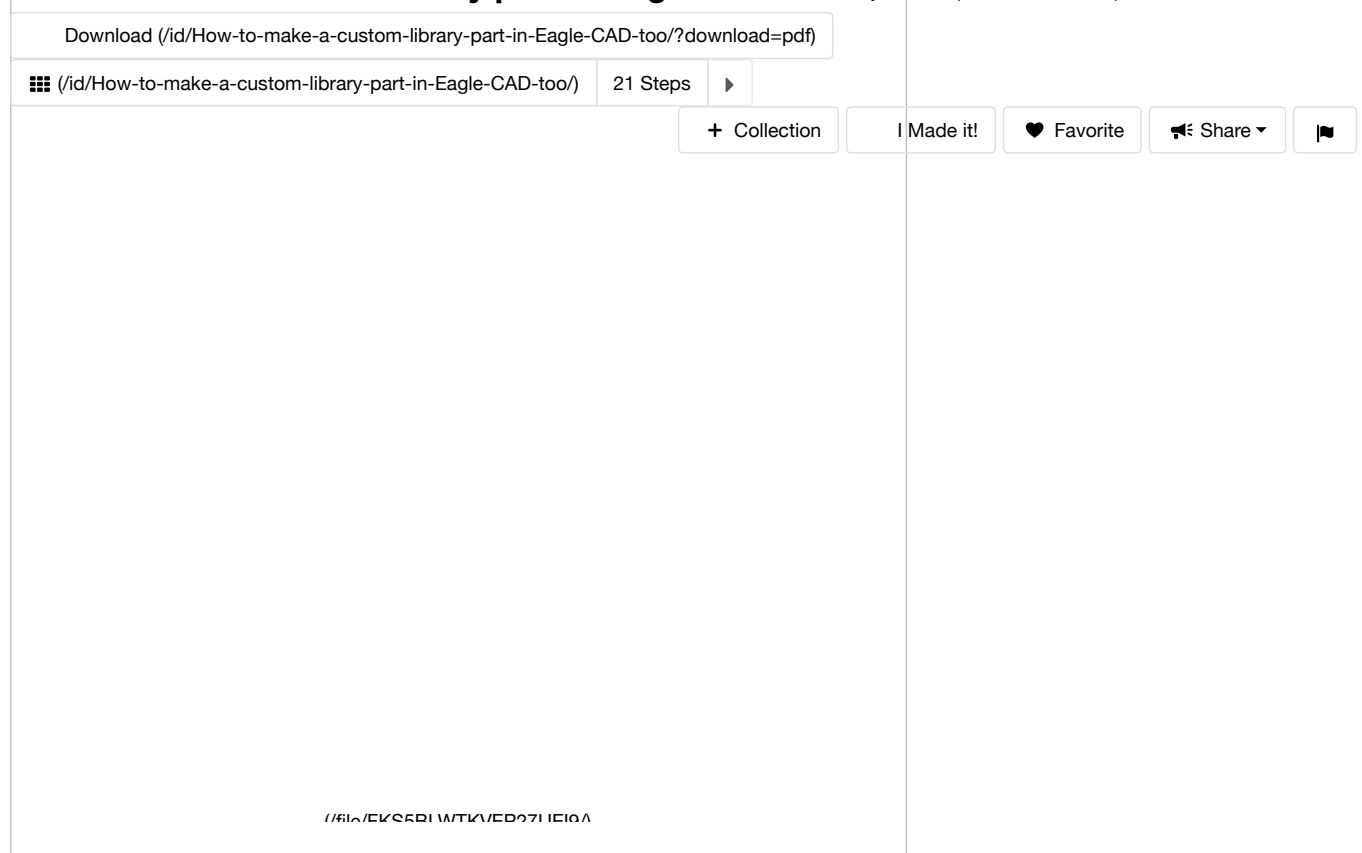 Download (/id/How-to-make-a-custom-library-part-in-Eagle-CAD-too/?download=pdf)
(/id/How-to-make-a-custom-library-part-in-Eagle-CAD-too/) 21 Steps
+ Collection I Made it! Favorite Share